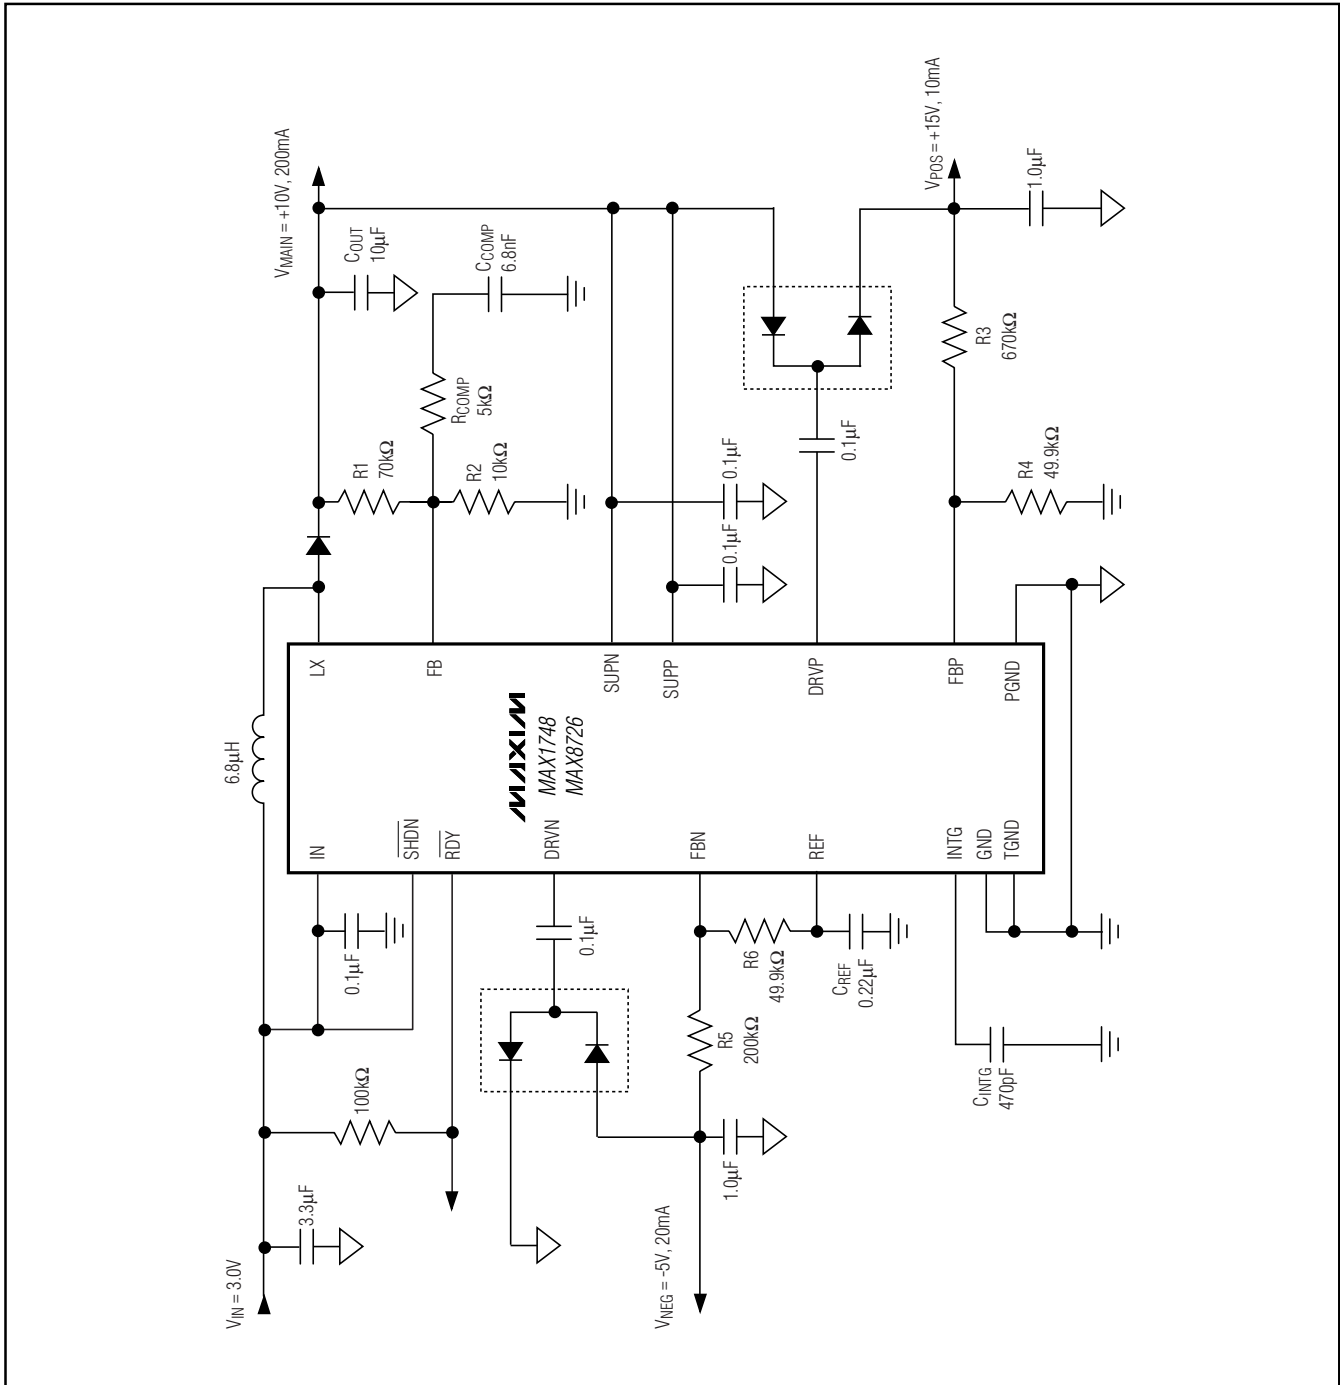 VIN = 3.0V
3.3µF
100kΩ
0.1µF
6.8µH
IN
SHDN
RDY
DRVN
FBN
REF
INTG
GND
TGND
MAXIM
MAX1748
MAX8726
LX
FB
SUPN
SUPP
DRVP
FBP
PGND
VMAIN = +10V, 200mA
COUT
10µF
R1
70kΩ
R2
10kΩ
RCOMP
5kΩ
CCOMP
6.8nF
0.1µF
0.1µF
0.1µF
VPOS = +15V, 10mA
1.0µF
R3
670kΩ
R4
49.9kΩ
0.1µF
VNEG = -5V, 20mA
1.0µF
R5
200kΩ
R6
49.9kΩ
CREF
0.22µF
CINTG
470pF